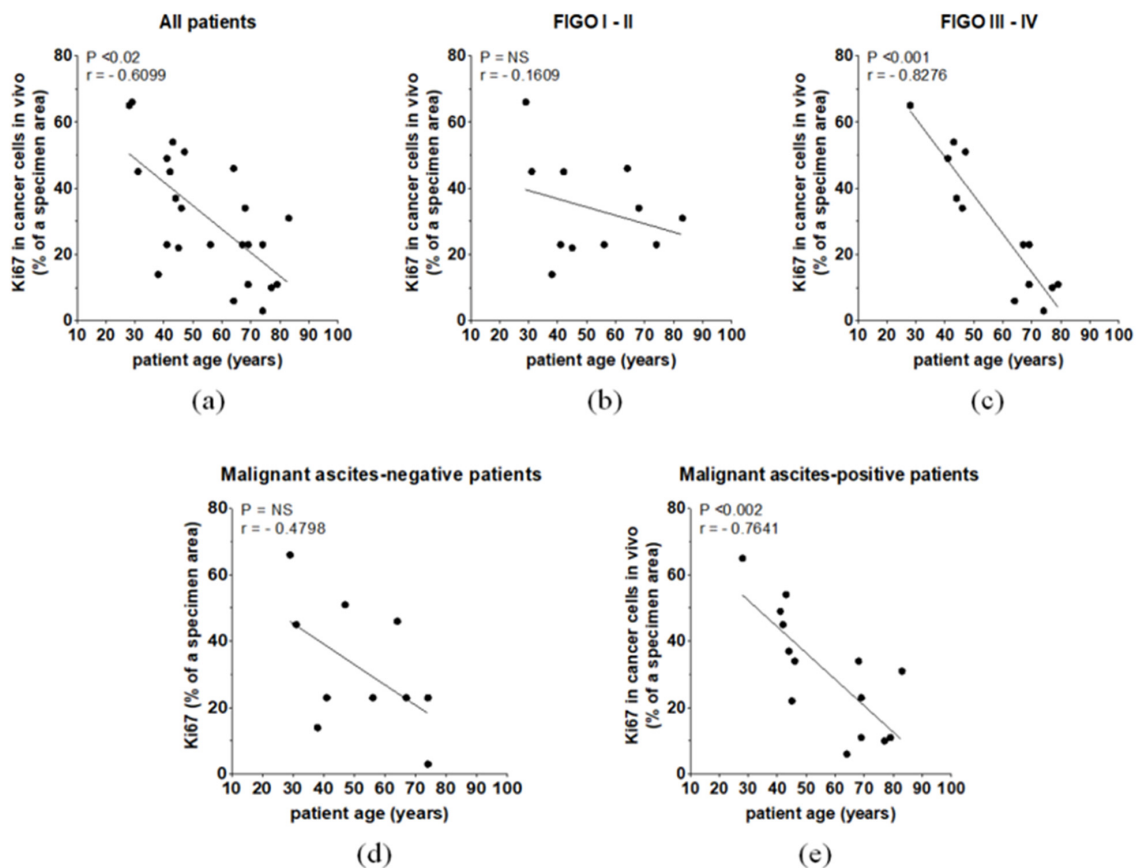 All patients
P <0.02
r = - 0.6099
Ki67 in cancer cells in vivo
(% of a specimen area)
80
60
40
20
0
10 20 30 40 50 60 70 80 90 100
patient age (years)
(a)
FIGO I - II
P = NS
r = - 0.1609
Ki67 in cancer cells in vivo
(% of a specimen area)
80
60
40
20
0
10 20 30 40 50 60 70 80 90 100
patient age (years)
(b)
FIGO III - IV
P <0.001
r = - 0.8276
Ki67 in cancer cells in vivo
(% of a specimen area)
80
60
40
20
0
10 20 30 40 50 60 70 80 90 100
patient age (years)
(c)
Malignant ascites-negative patients
P = NS
r = - 0.4798
Ki67 (% of a specimen area)
80
60
40
20
0
10 20 30 40 50 60 70 80 90 100
patient age (years)
(d)
Malignant ascites-positive patients
P <0.002
r = - 0.7641
Ki67 in cancer cells in vivo
(% of a specimen area)
80
60
40
20
0
10 20 30 40 50 60 70 80 90 100
patient age (years)
(e)